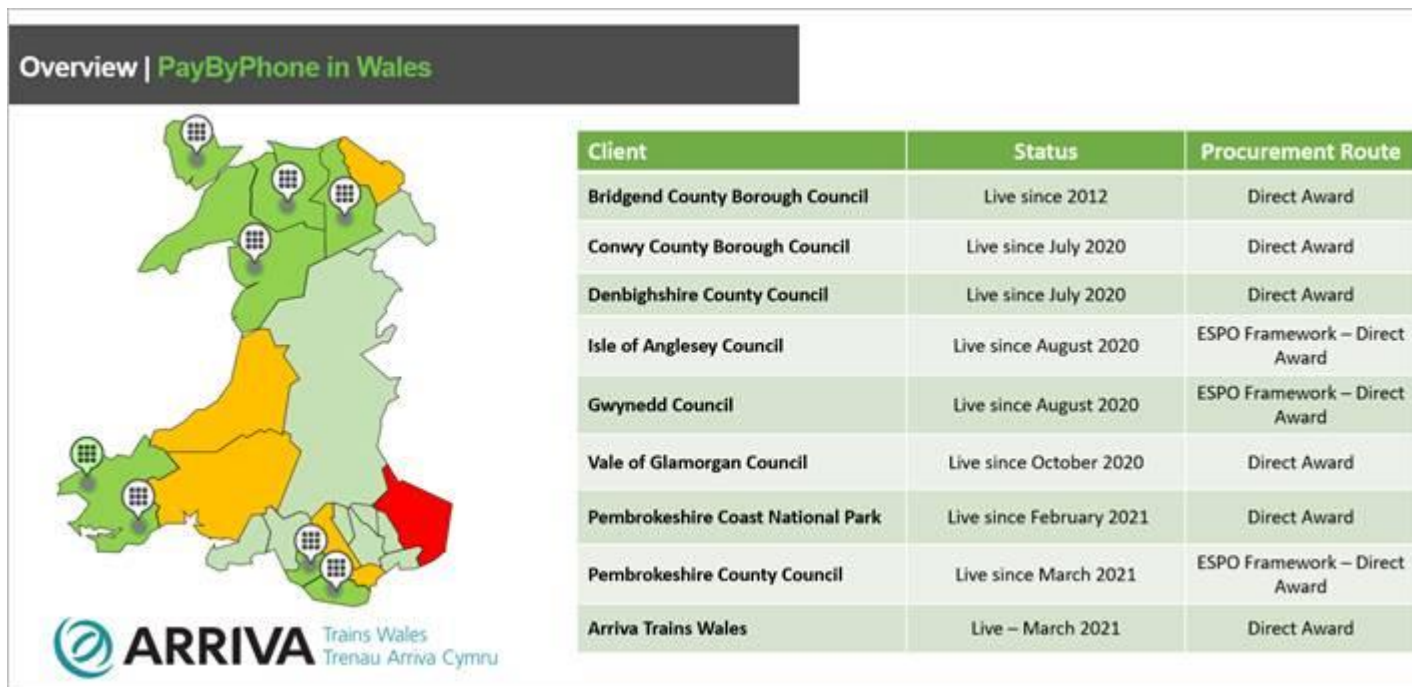 Overview | PayByPhone in Wales
Client Status Procurement Route
Bridgend County Borough Council Live since 2012 Direct Award
Conwy County Borough Council Live since July 2020 Direct Award
Denbighshire County Council Live since July 2020 Direct Award
Isle of Anglesey Council Live since August 2020 ESPO Framework – Direct
Award
Gwynedd Council Live since August 2020 ESPO Framework – Direct
Award
Vale of Glamorgan Council Live since October 2020 Direct Award
Pembrokeshire Coast National Park Live since February 2021 Direct Award
Pembrokeshire County Council Live since March 2021 ESPO Framework – Direct
Award
Arriva Trains Wales Live – March 2021 Direct Award
ARRIVA
Trains Wales
Trenau Arriva Cymru